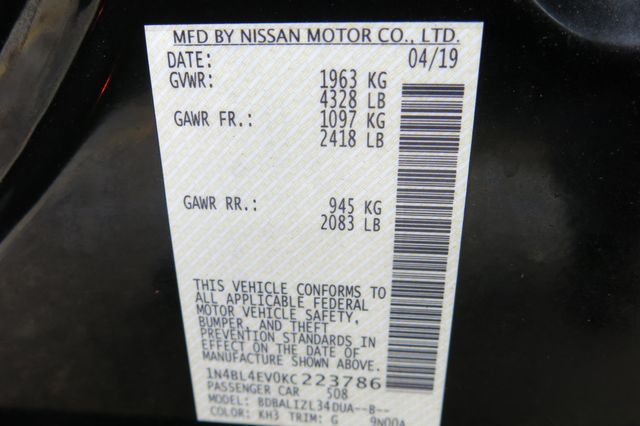 MFD BY NISSAN MOTOR CO., LTD.
DATE: 04/19
GVWR: 1963 KG
4328 LB
GAWR FR.: 1097 KG
2418 LB
GAWR RR.: 945 KG
2083 LB
THIS VEHICLE CONFORMS TO
ALL APPLICABLE FEDERAL
MOTOR VEHICLE SAFETY,
BUMPER, AND THEFT
PREVENTION STANDARDS IN
EFFECT ON THE DATE OF
MANUFACTURE SHOWN ABOVE.
1N4BL4EV0KC223786
PASSENGER CAR 508
MODEL: BDBALIZL34DUA--B--
COLOR: KH3 TRIM: G 9N00A